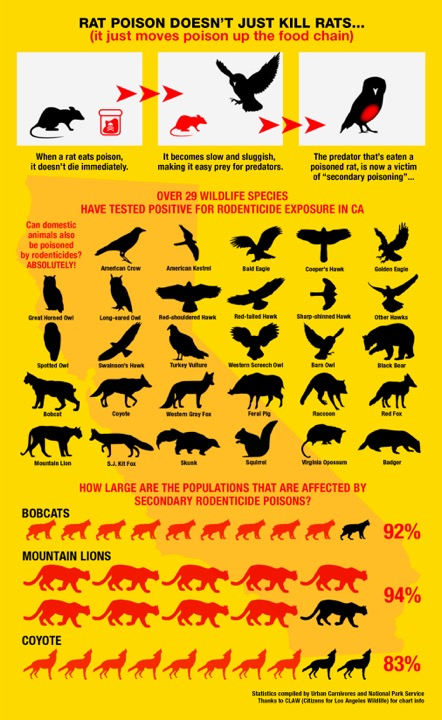 RAT POISON DOESN'T JUST KILL RATS...
(it just moves poison up the food chain)
When a rat eats poison,
it doesn't die immediately.
It becomes slow and sluggish,
making it easy prey for predators.
The predator that's eaten a
poisoned rat, is now a victim
of "secondary poisoning"...
OVER 29 WILDLIFE SPECIES
HAVE TESTED POSITIVE FOR RODENTICIDE EXPOSURE IN CA
Can domestic
animals also
be poisoned
by rodenticides?
ABSOLUTELY!
American Crow
American Kestrel
Bald Eagle
Cooper's Hawk
Golden Eagle
Great Horned Owl
Long-eared Owl
Red-shouldered Hawk
Red-tailed Hawk
Sharp-shinned Hawk
Other Hawks
Spotted Owl
Swainson's Hawk
Turkey Vulture
Western Screech Owl
Barn Owl
Black Bear
Bobcat
Coyote
Western Gray Fox
Feral Pig
Raccoon
Red Fox
Mountain Lion
S.J. Kit Fox
Skunk
Squirrel
Virginia Opossum
Badger
HOW LARGE ARE THE POPULATIONS THAT ARE AFFECTED BY
SECONDARY RODENTICIDE POISONS?
BOBCATS
92%
MOUNTAIN LIONS
94%
COYOTE
83%
Statistics compiled by Urban Carnivores and National Park Service
Thanks to CLAW (Citizens for Los Angeles Wildlife) for chart info